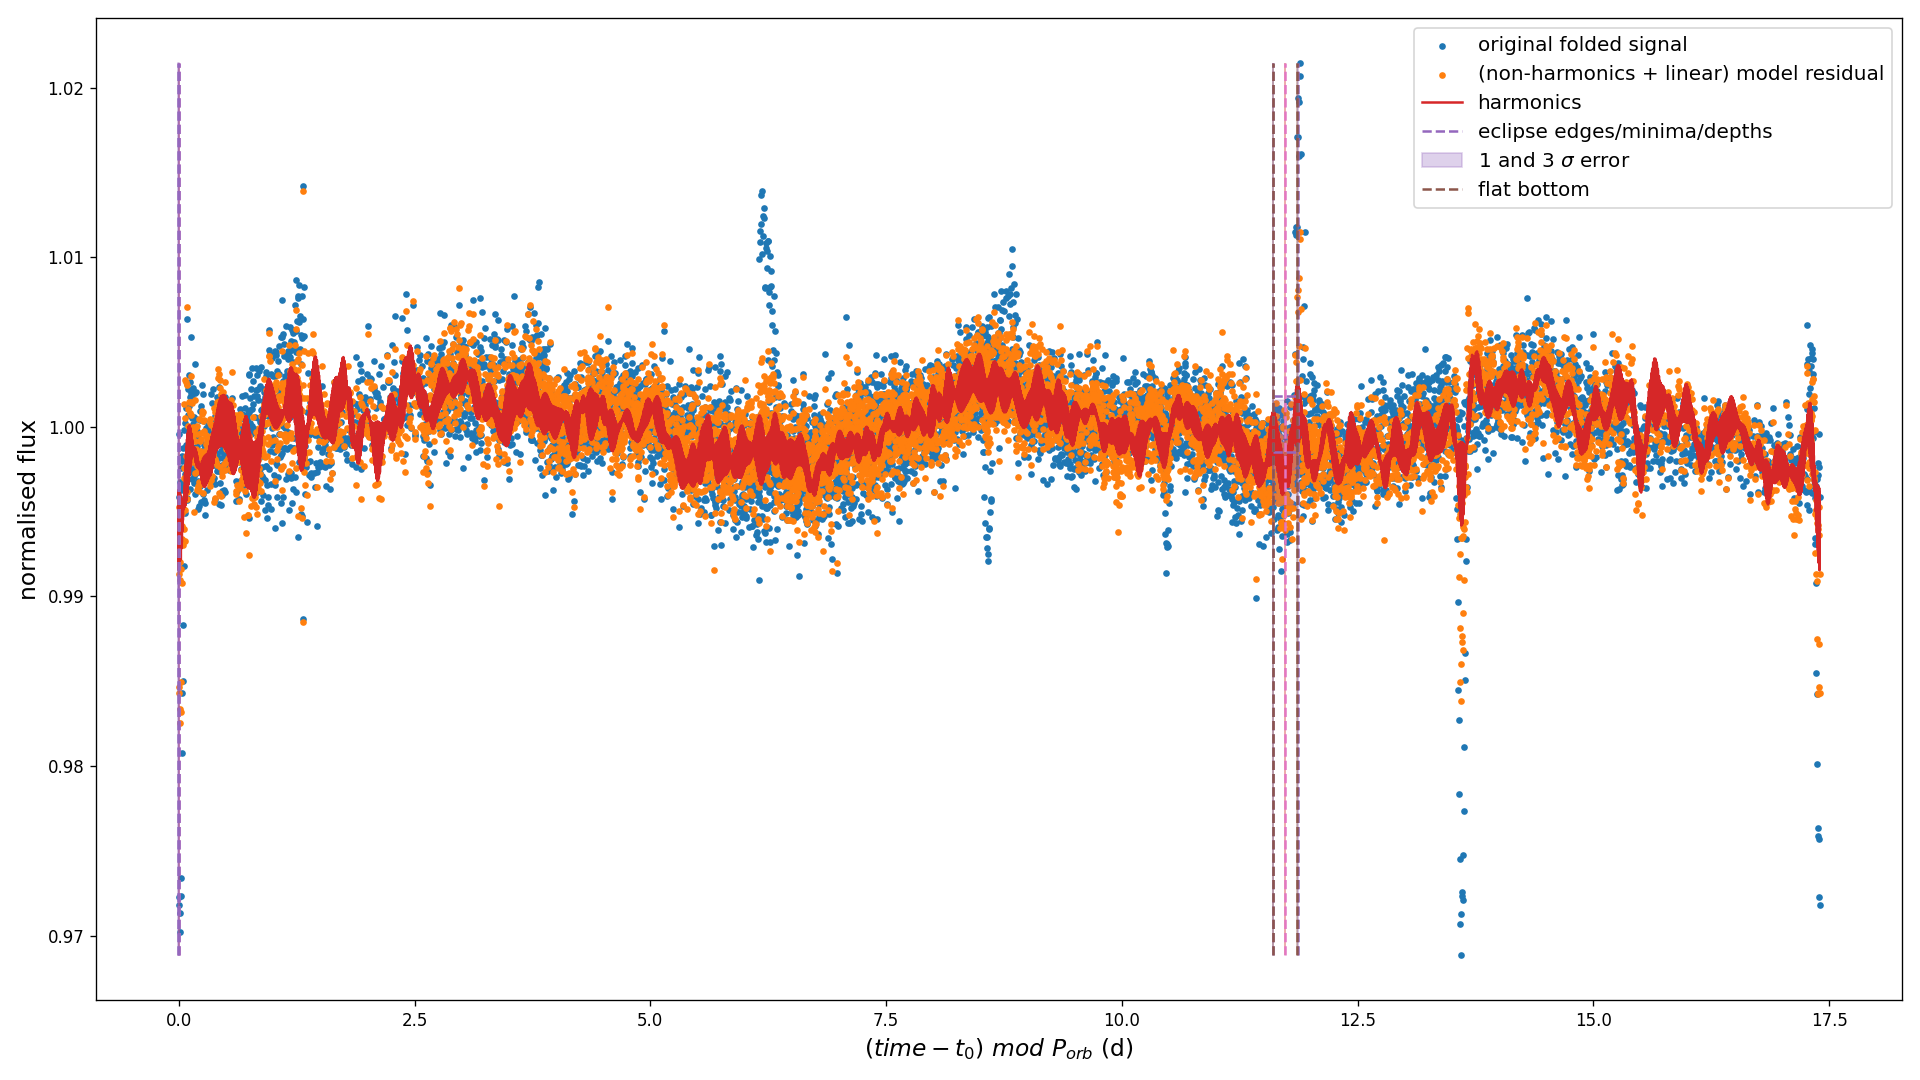 original folded signal
(non-harmonics + linear) model residual
harmonics
eclipse edges/minima/depths
1 and 3 σ error
flat bottom
normalised flux
1.02
1.01
1.00
0.99
0.98
0.97
0.0 2.5 5.0 7.5 10.0 12.5 15.0 17.5
(time − t₀) mod Pₒᵣb (d)